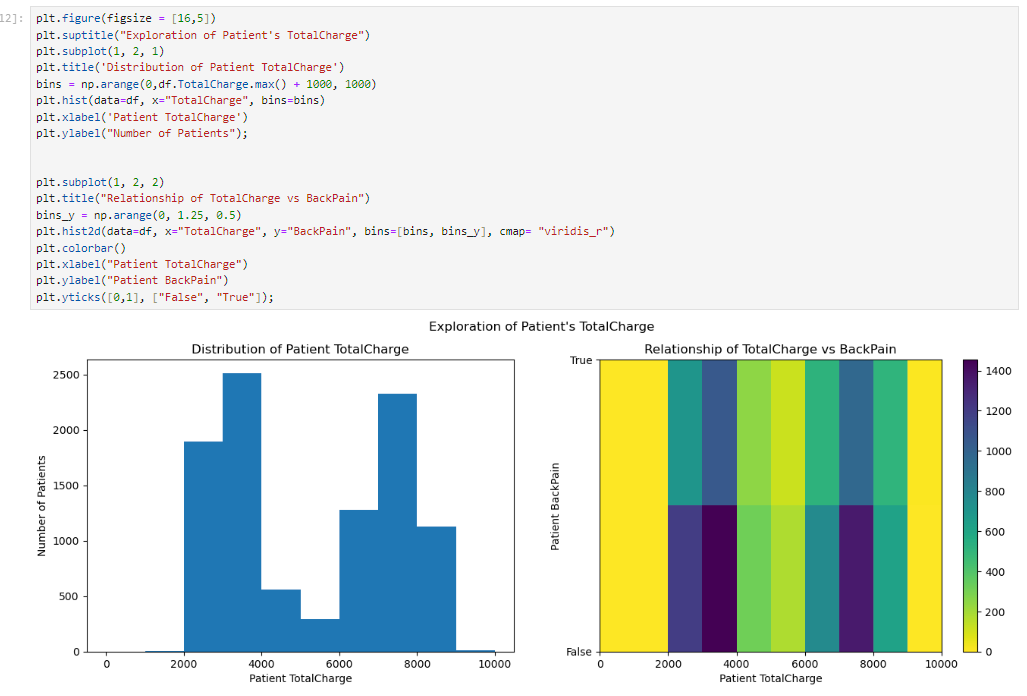 12]:
plt.figure(figsize = [16,5])
plt.suptitle("Exploration of Patient's TotalCharge")
plt.subplot(1, 2, 1)
plt.title('Distribution of Patient TotalCharge')
bins = np.arange(0,df.TotalCharge.max() + 1000, 1000)
plt.hist(data=df, x="TotalCharge", bins=bins)
plt.xlabel('Patient TotalCharge')
plt.ylabel("Number of Patients");
plt.subplot(1, 2, 2)
plt.title("Relationship of TotalCharge vs BackPain")
bins_y = np.arange(0, 1.25, 0.5)
plt.hist2d(data=df, x="TotalCharge", y="BackPain", bins=[bins, bins_y], cmap= "viridis_r")
plt.colorbar()
plt.xlabel("Patient TotalCharge")
plt.ylabel("Patient BackPain")
plt.yticks([0,1], ["False", "True"]);
Exploration of Patient's TotalCharge
Distribution of Patient TotalCharge
2500
2000
1500
1000
500
0
Number of Patients
0 2000 4000 6000 8000 10000
Patient TotalCharge
Relationship of TotalCharge vs BackPain
True
False
Patient BackPain
0 2000 4000 6000 8000 10000
Patient TotalCharge
1400
1200
1000
800
600
400
200
0